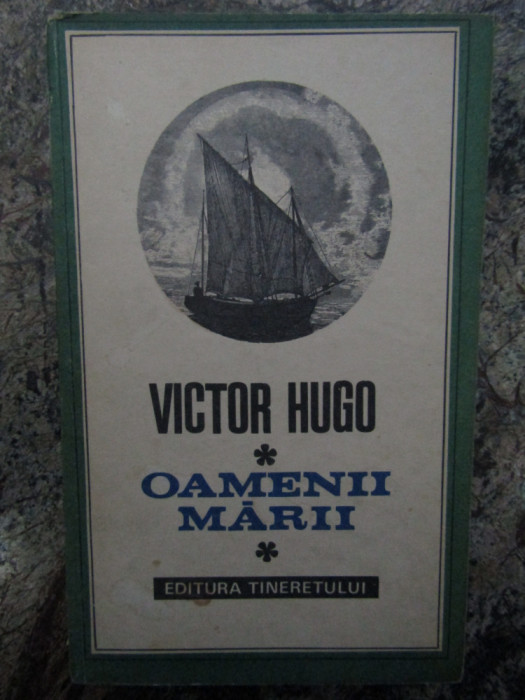 VICTOR HUGO
*
OAMENII
MĂRII
*
EDITURA TINERETULUI